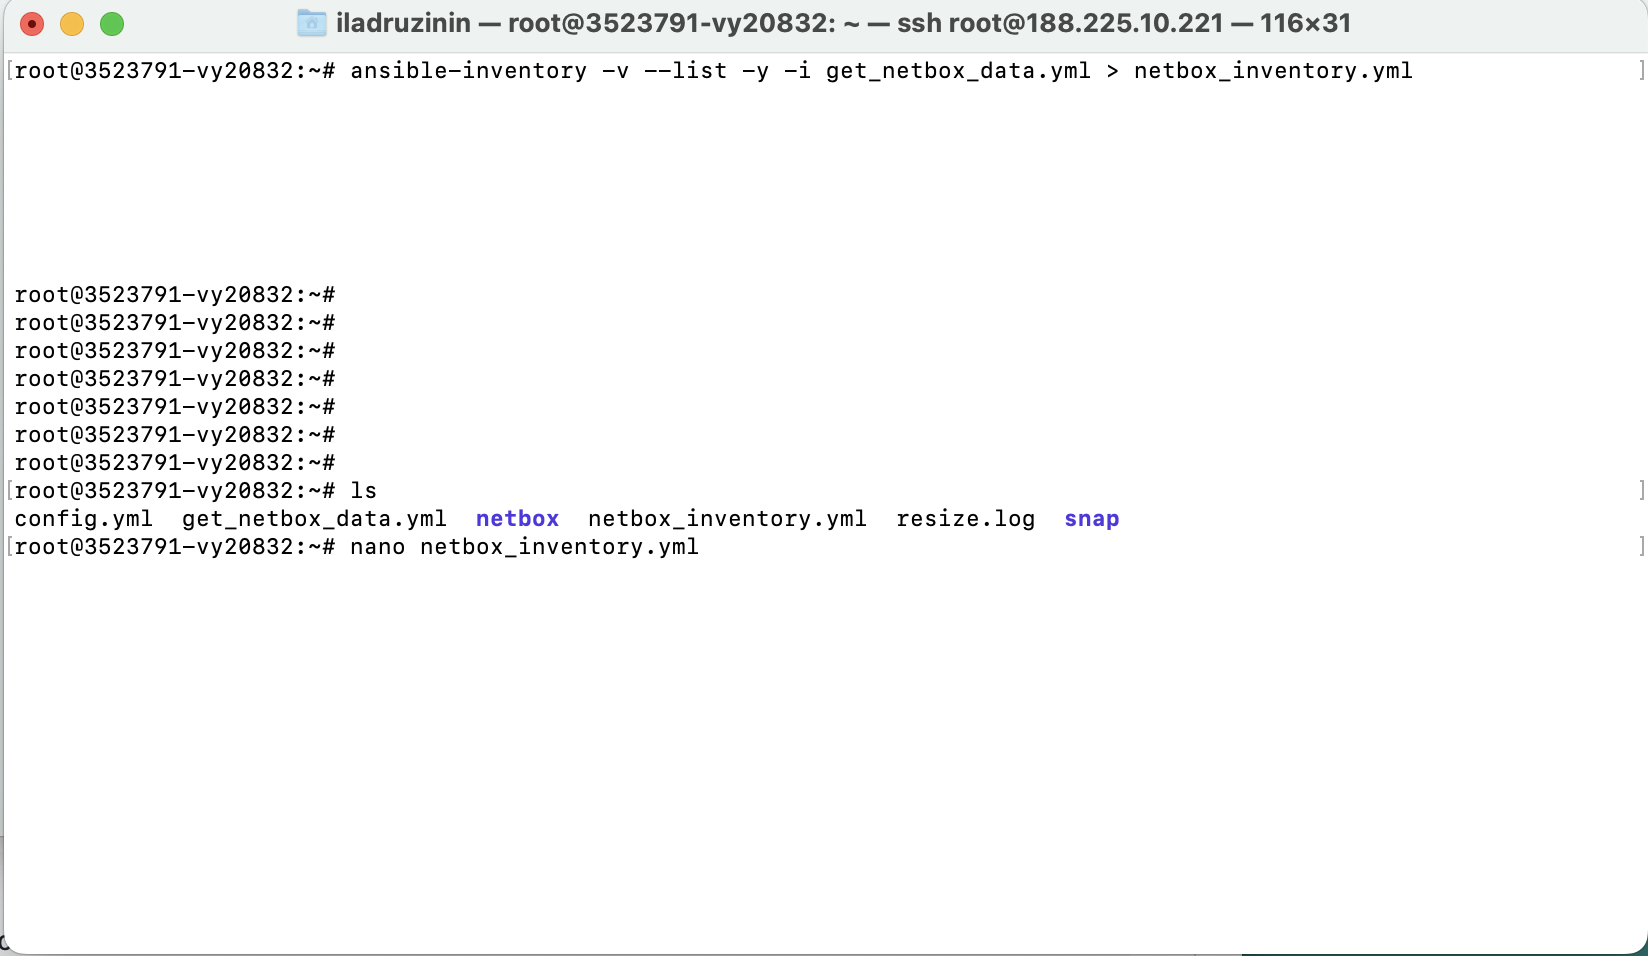 iladruzinin — root@3523791-vy20832: ~ — ssh root@188.225.10.221 — 116×31
[root@3523791-vy20832:~# ansible-inventory -v --list -y -i get_netbox_data.yml > netbox_inventory.yml ]
root@3523791-vy20832:~#
root@3523791-vy20832:~#
root@3523791-vy20832:~#
root@3523791-vy20832:~#
root@3523791-vy20832:~#
root@3523791-vy20832:~#
root@3523791-vy20832:~#
[root@3523791-vy20832:~# ls ]
config.yml  get_netbox_data.yml  netbox  netbox_inventory.yml  resize.log  snap
[root@3523791-vy20832:~# nano netbox_inventory.yml ]